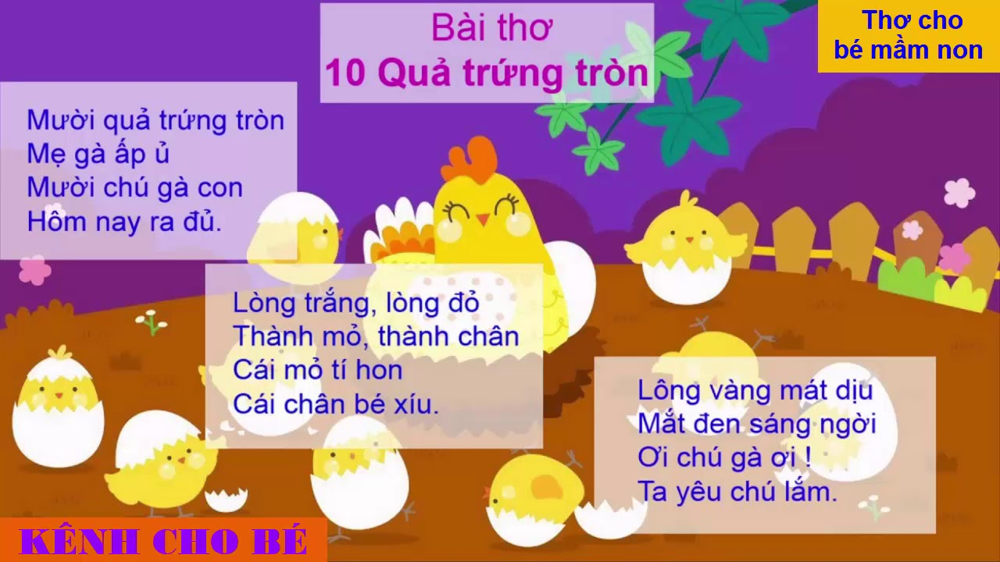 Bài thơ
10 Quả trứng tròn
Thơ cho
bé mầm non
Mười quả trứng tròn
Mẹ gà ấp ủ
Mười chú gà con
Hôm nay ra đủ.
Lòng trắng, lòng đỏ
Thành mỏ, thành chân
Cái mỏ tí hon
Cái chân bé xíu.
Lông vàng mát dịu
Mắt đen sáng ngời
Ơi chú gà ơi !
Ta yêu chú lắm.
KÊNH CHO BÉ